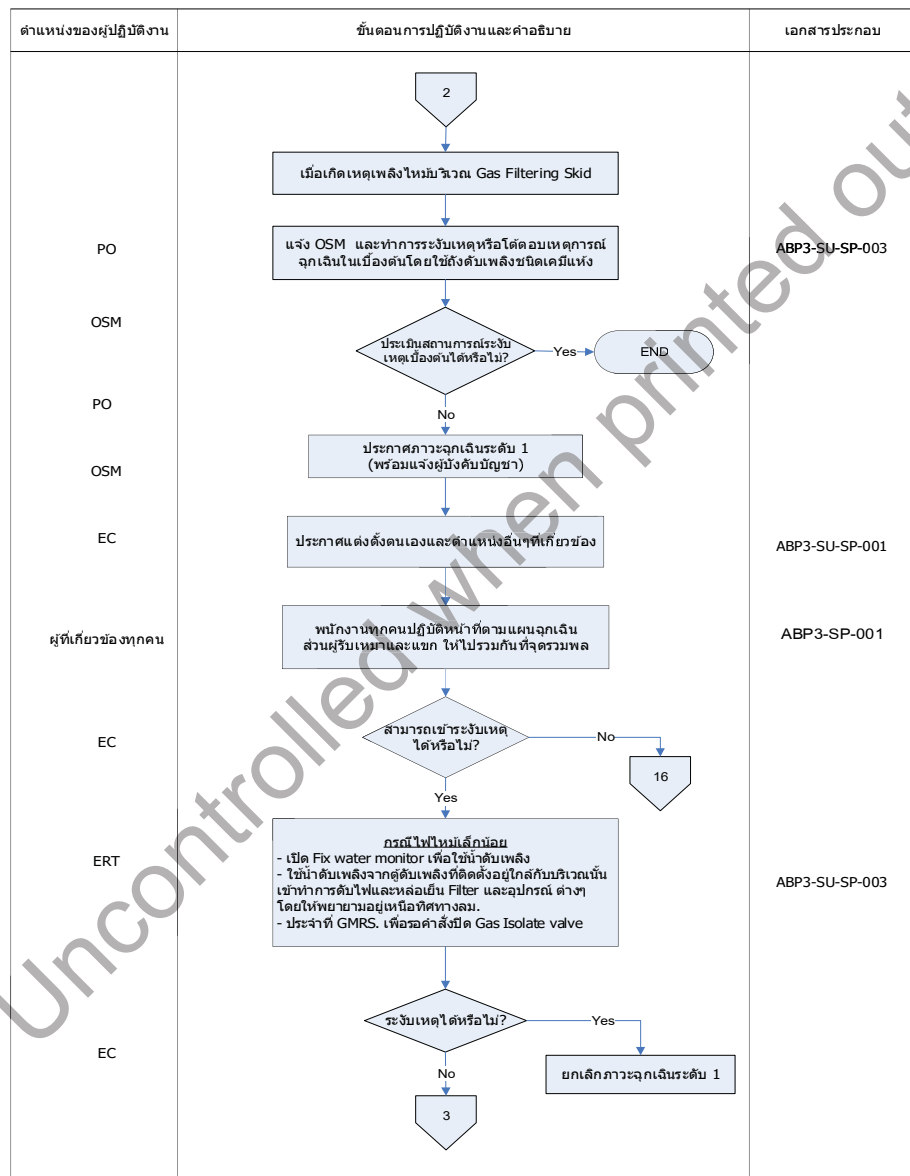 ตำแหน่งของผู้ปฏิบัติงาน
ขั้นตอนการปฏิบัติงานและคำอธิบาย
เอกสารประกอบ
2
เมื่อเกิดเหตุเพลิงไหม้บริเวณ Gas Filtering Skid
PO
แจ้ง OSM และทำการระงับเหตุหรือโต้ตอบเหตุการณ์
ฉุกเฉินในเบื้องต้นโดยใช้ถังดับเพลิงชนิดเคมีแห้ง
ABP3-SU-SP-003
OSM
ประเมินสถานการณ์ระงับ
เหตุเบื้องต้นได้หรือไม่?
Yes
END
PO
No
OSM
ประกาศภาวะฉุกเฉินระดับ 1
(พร้อมแจ้งผู้บังคับบัญชา)
EC
ประกาศแต่งตั้งตนเองและตำแหน่งอื่นๆที่เกี่ยวข้อง
ABP3-SU-SP-001
ผู้ที่เกี่ยวข้องทุกคน
พนักงานทุกคนปฏิบัติหน้าที่ตามแผนฉุกเฉิน
ส่วนผู้รับเหมาและแขก ให้ไปรวมกันที่จุดรวมพล
ABP3-SP-001
EC
สามารถเข้าระงับเหตุ
ได้หรือไม่?
No
16
Yes
ERT
กรณีไฟไหม้เล็กน้อย
- เปิด Fix water monitor เพื่อใช้น้ำดับเพลิง
- ใช้น้ำดับเพลิงจากตู้ดับเพลิงที่ติดตั้งอยู่ใกล้กับบริเวณนั้น
เข้าทำการดับไฟและหล่อเย็น Filter และอุปกรณ์ ต่างๆ
โดยให้พยายามอยู่เหนือทิศทางลม.
- ประจำที่ GMRS. เพื่อรอคำสั่งปิด Gas Isolate valve
ABP3-SU-SP-003
EC
ระงับเหตุได้หรือไม่?
Yes
ยกเลิกภาวะฉุกเฉินระดับ 1
No
3
Uncontrolled when printed out